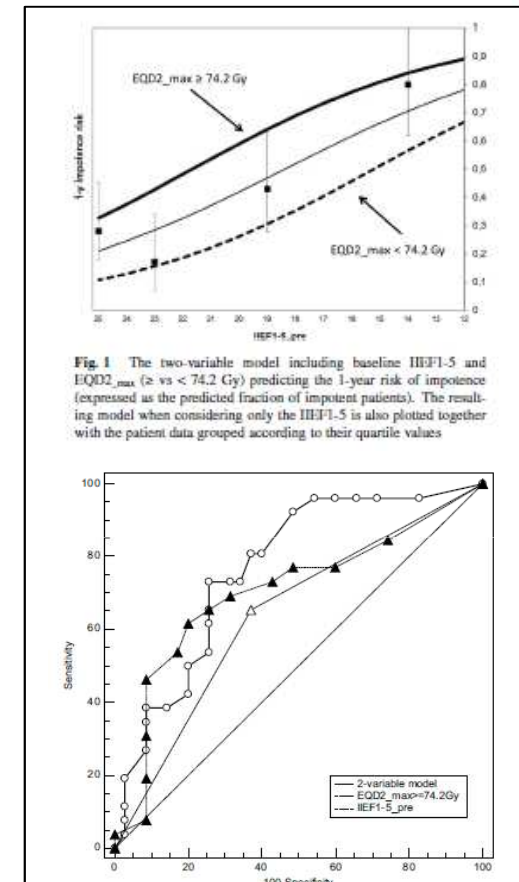 1
0,9
0,8
0,7
0,6
0,5
0,4
0,3
0,2
0,1
0
EQD2_max ≥ 74.2 Gy
EQD2_max < 74.2 Gy
1-y impotence risk
25 24 23 22 21 20 19 18 17 16 15 14 13 12
IIEF1-5_pre
Fig. 1 The two-variable model including baseline IIEF1-5 and
EQD2_max (≥ vs < 74.2 Gy) predicting the 1-year risk of impotence
(expressed as the predicted fraction of impotent patients). The result-
ing model when considering only the IIEF1-5 is also plotted together
with the patient data grouped according to their quartile values
100
80
60
40
20
0
Sensitivity
2-variable model
EQD2_max>=74.2Gy
IIEF1-5_pre
0 20 40 60 80 100
100-Specificity